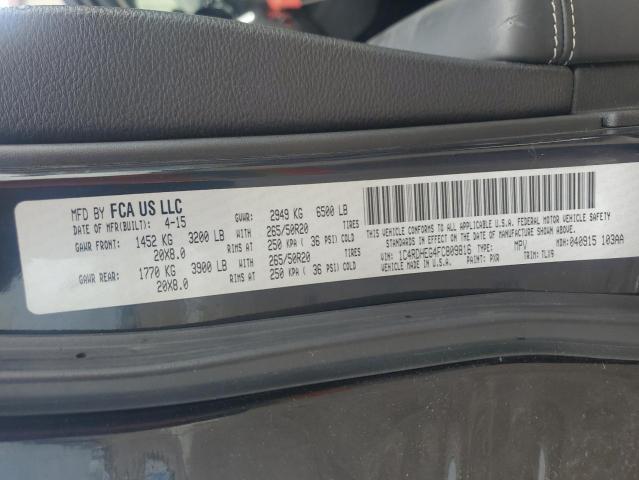 MFD BY FCA US LLC
DATE OF MFR(BUILT): 4-15 GVWR: 2949 KG 6500 LB
GAWR FRONT: 1452 KG 3200 LB 265/50R20 TIRES
20X8.0 RIMS AT 250 KPA ( 36 PSI) COLD
GAWR REAR: 1770 KG 3900 LB 265/50R20 TIRES
20X8.0 RIMS AT 250 KPA ( 36 PSI) COLD
THIS VEHICLE CONFORMS TO ALL APPLICABLE U.S.A. FEDERAL MOTOR VEHICLE SAFETY
STANDARDS IN EFFECT ON THE DATE OF MANUFACTURE SHOWN ABOVE.
VIN: 1C4RDHEG4FC809816 TYPE: MPV MDH: 040915 103AA
VEHICLE MADE IN U.S.A. PAINT: PXR TRIM: TLX9